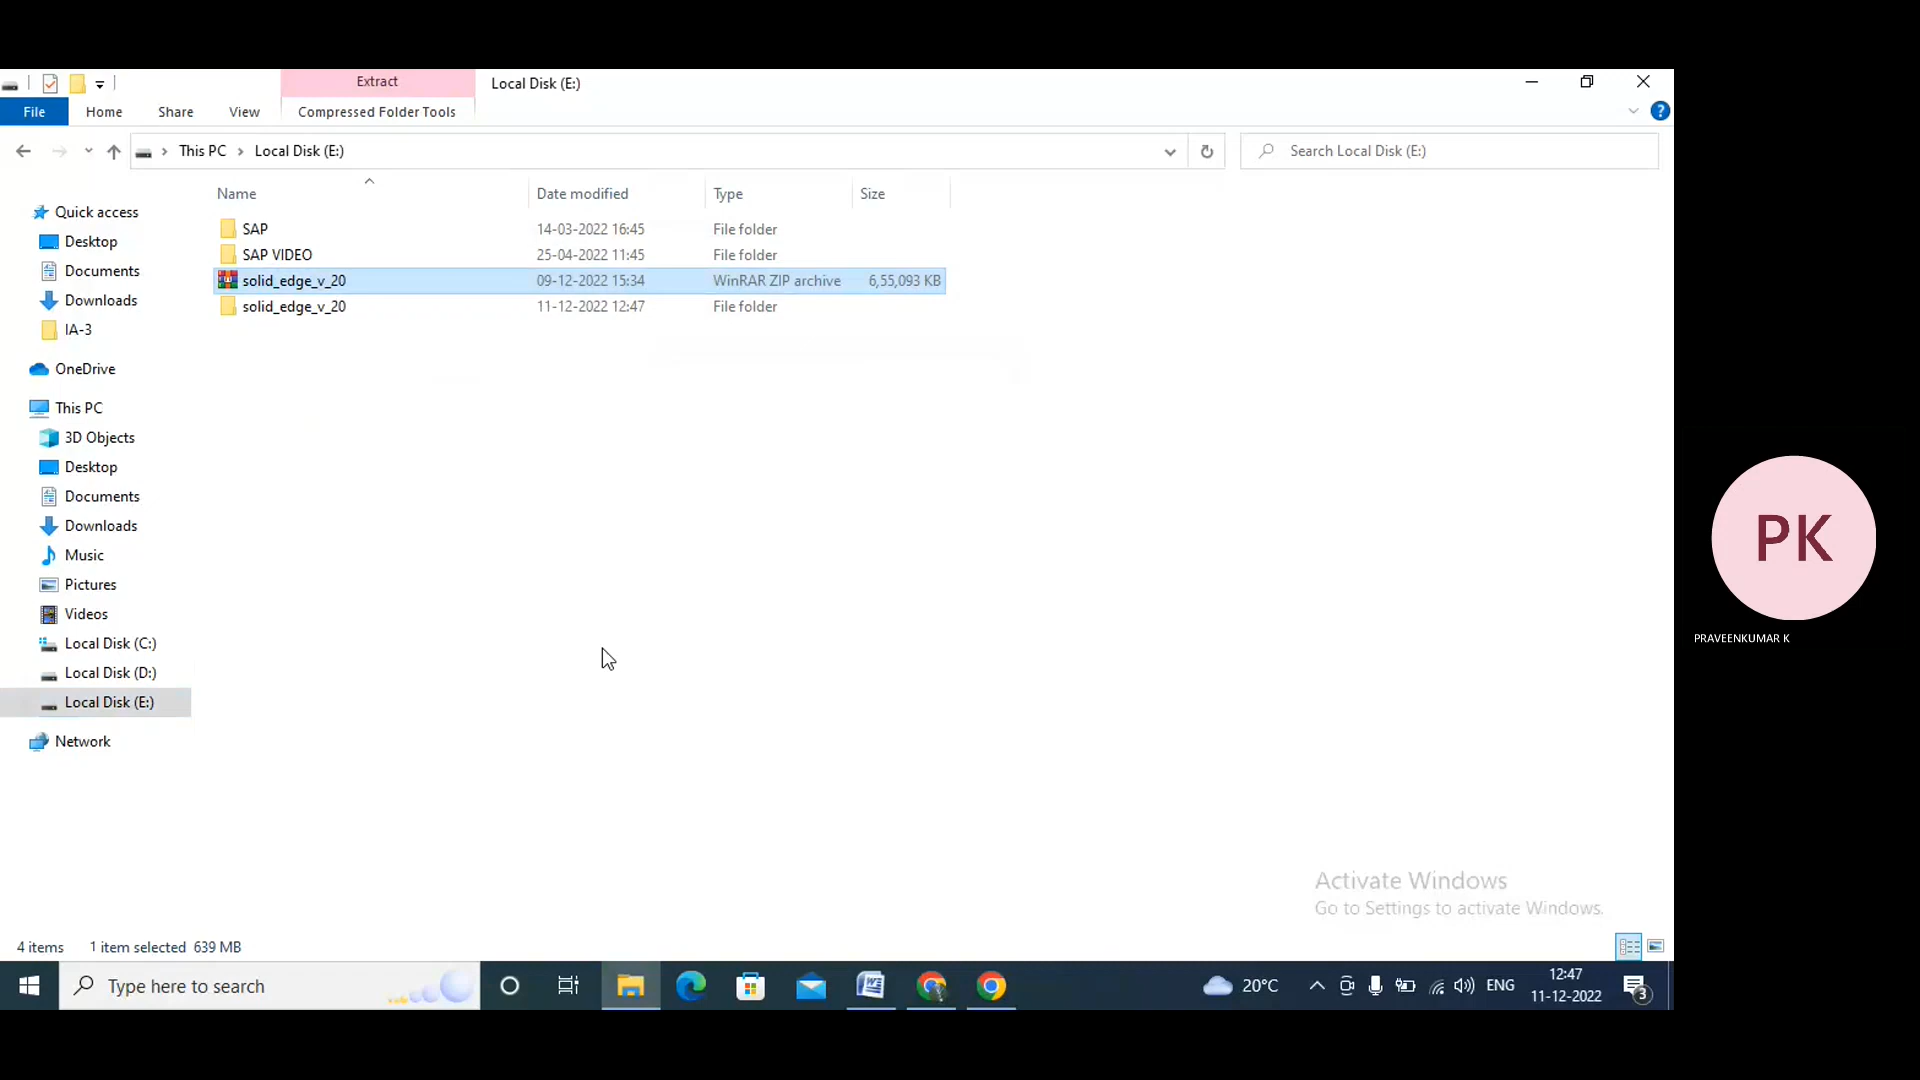 Extract
Local Disk (E:)
File
Home
Share
View
Compressed Folder Tools
?
This PC
Local Disk (E:)
Search Local Disk (E:)
Name
Date modified
Type
Size
SAP
14-03-2022 16:45
File folder
SAP VIDEO
25-04-2022 11:45
File folder
solid_edge_v_20
09-12-2022 15:34
WinRAR ZIP archive
6,55,093 KB
solid_edge_v_20
11-12-2022 12:47
File folder
Quick access
Desktop
Documents
Downloads
IA-3
OneDrive
This PC
3D Objects
Desktop
Documents
Downloads
Music
Pictures
Videos
Local Disk (C:)
Local Disk (D:)
Local Disk (E:)
Network
PK
PRAVEENKUMAR K
Activate Windows
Go to Settings to activate Windows.
4 items
1 item selected 639 MB
Type here to search
20°C
ENG
12:47
11-12-2022
3